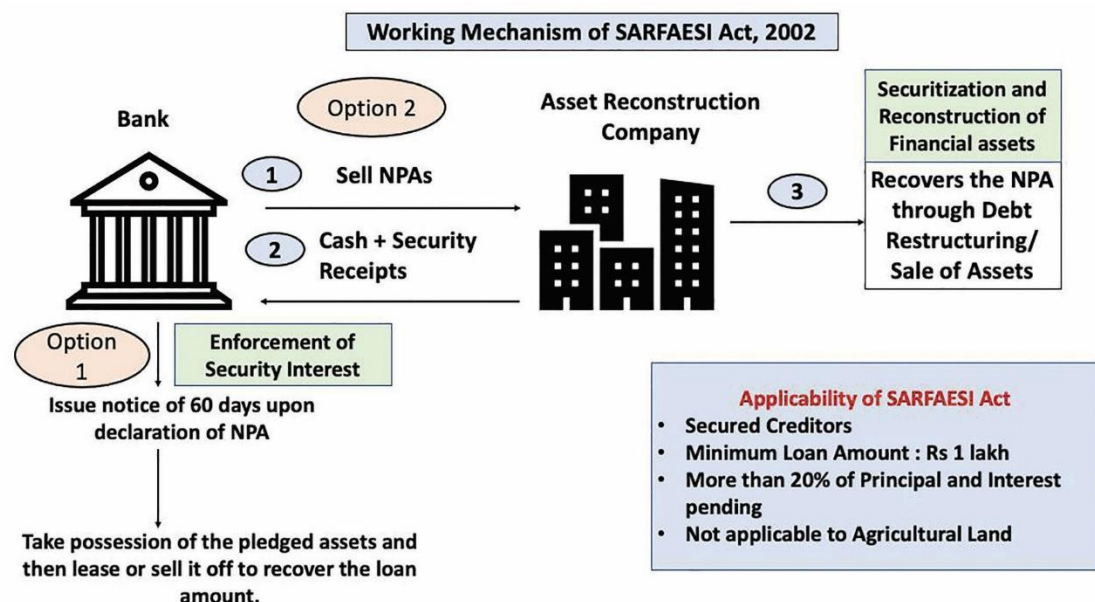 Working Mechanism of SARFAESI Act, 2002
Bank
Option 2
Asset Reconstruction
Company
Securitization and
Reconstruction of
Financial assets
1
Sell NPAs
2
Cash + Security
Receipts
3
Recovers the NPA
through Debt
Restructuring/
Sale of Assets
Option
1
Enforcement of
Security Interest
Issue notice of 60 days upon
declaration of NPA
Take possession of the pledged assets and
then lease or sell it off to recover the loan
amount.
Applicability of SARFAESI Act
• Secured Creditors
• Minimum Loan Amount : Rs 1 lakh
• More than 20% of Principal and Interest
pending
• Not applicable to Agricultural Land